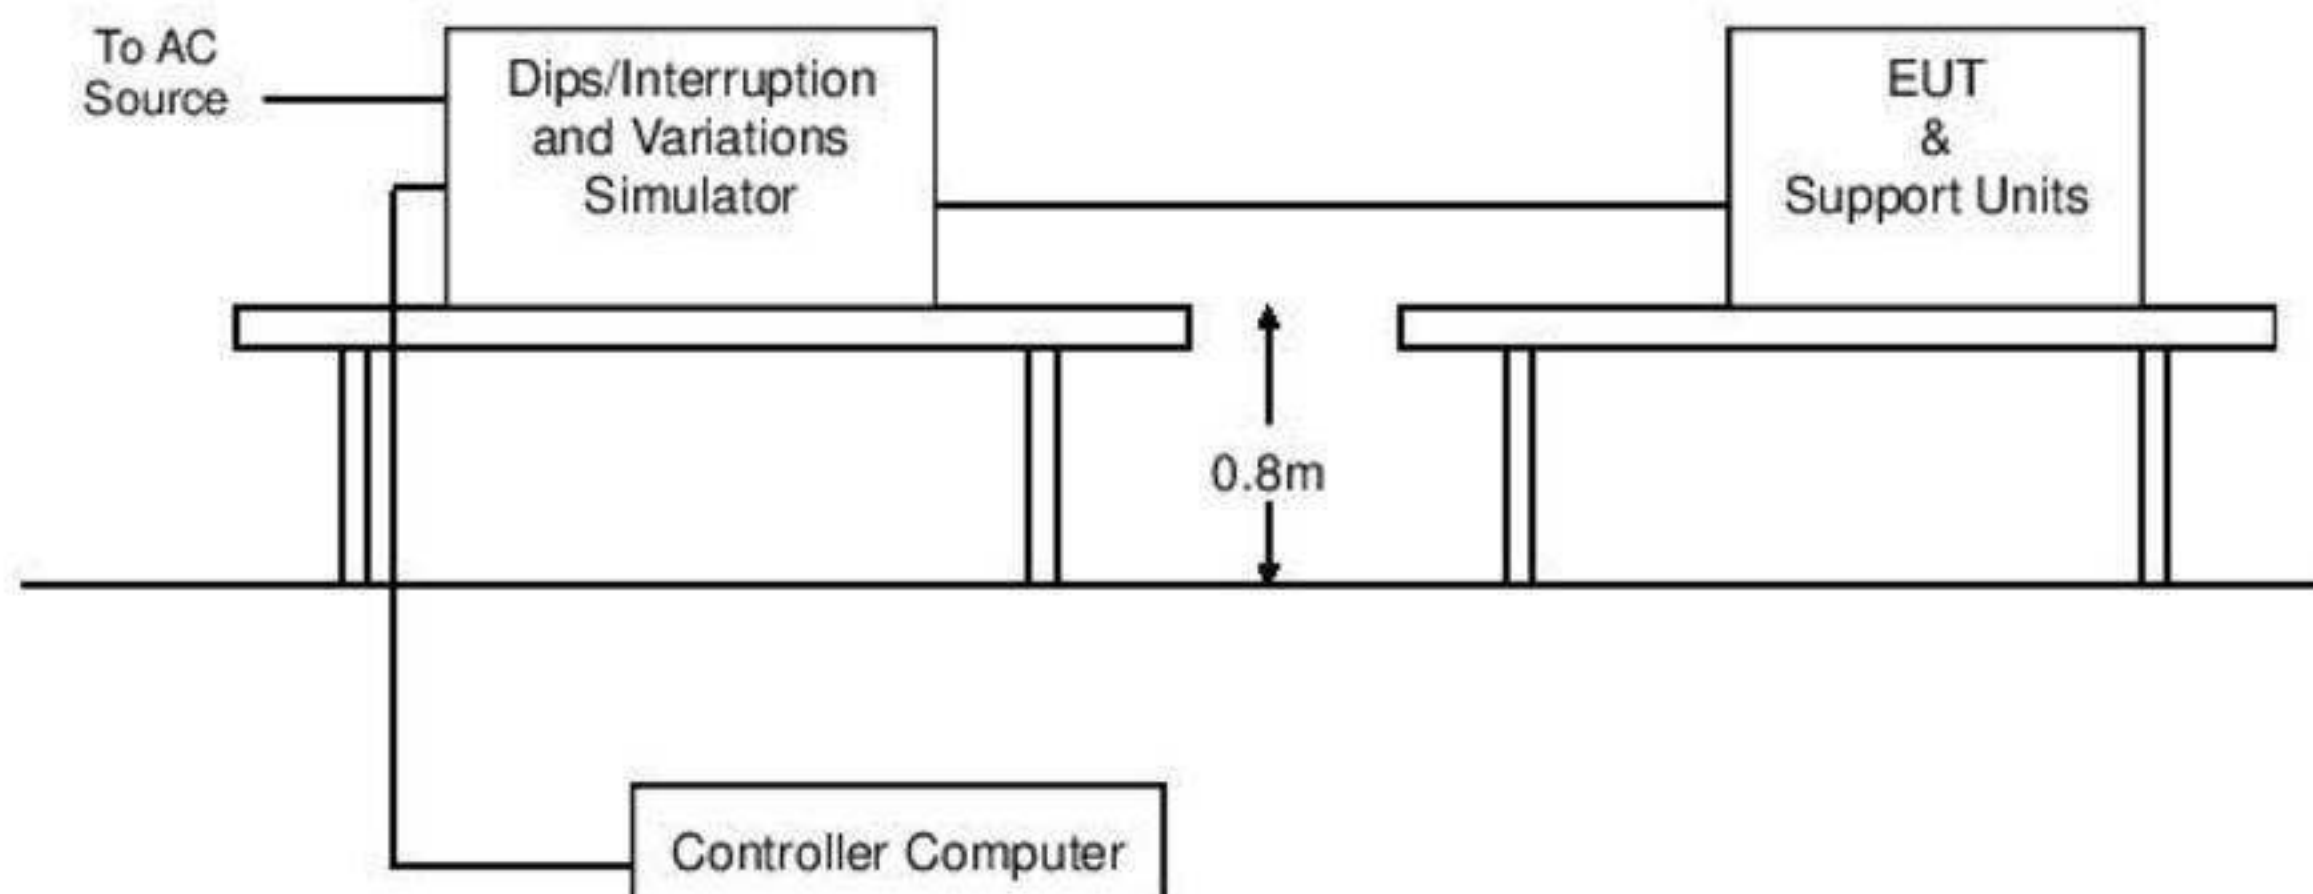 To AC
Source
Dips/Interruption
and Variations
Simulator
EUT
&
Support Units
0.8m
Controller Computer